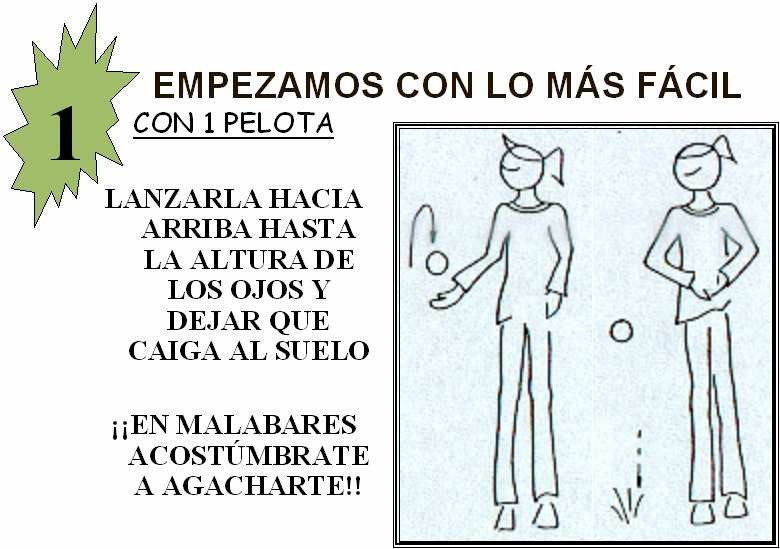 1
EMPEZAMOS CON LO MÁS FÁCIL
CON 1 PELOTA
LANZARLA HACIA
ARRIBA HASTA
LA ALTURA DE
LOS OJOS Y
DEJAR QUE
CAIGA AL SUELO
¡¡EN MALABARES
ACOSTÚMBRATE
A AGACHARTE!!